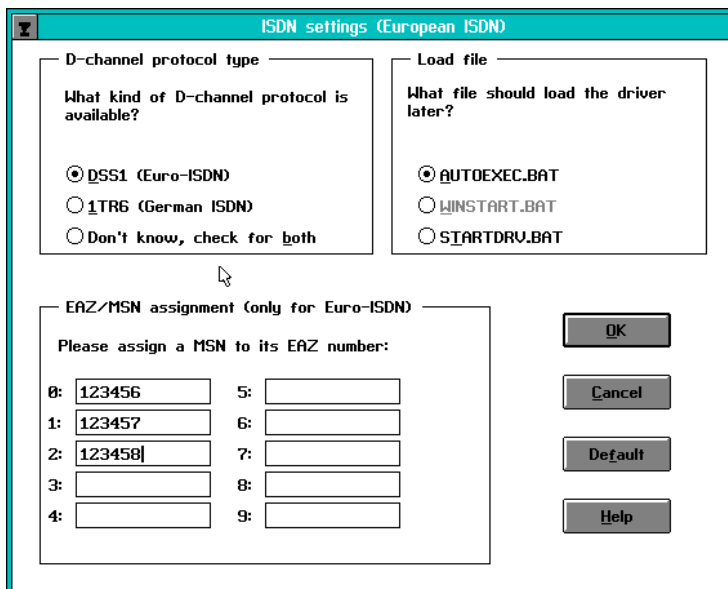 ISDN settings (European ISDN)
D-channel protocol type
What kind of D-channel protocol is
available?
DSS1 (Euro-ISDN)
1TR6 (German ISDN)
Don't know, check for both
Load file
What file should load the driver
later?
AUTOEXEC.BAT
WINSTART.BAT
STARTDRV.BAT
EAZ/MSN assignment (only for Euro-ISDN)
Please assign a MSN to its EAZ number:
0: 123456 5:
1: 123457 6:
2: 123458 7:
3: 8:
4: 9:
OK
Cancel
Default
Help